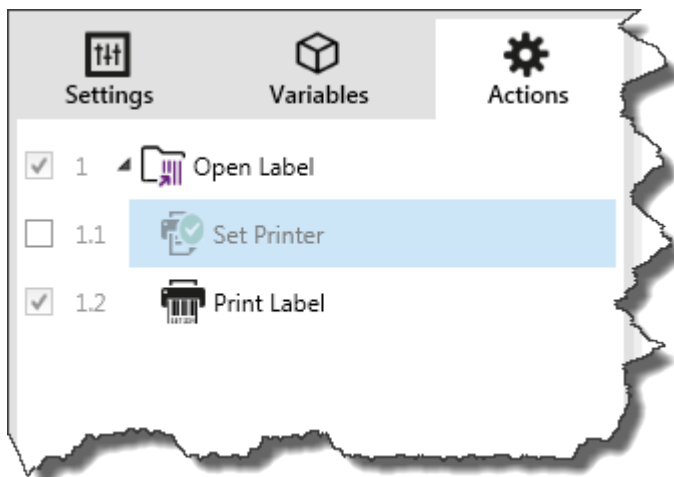 Settings Variables Actions
1 Open Label
1.1 Set Printer
1.2 Print Label